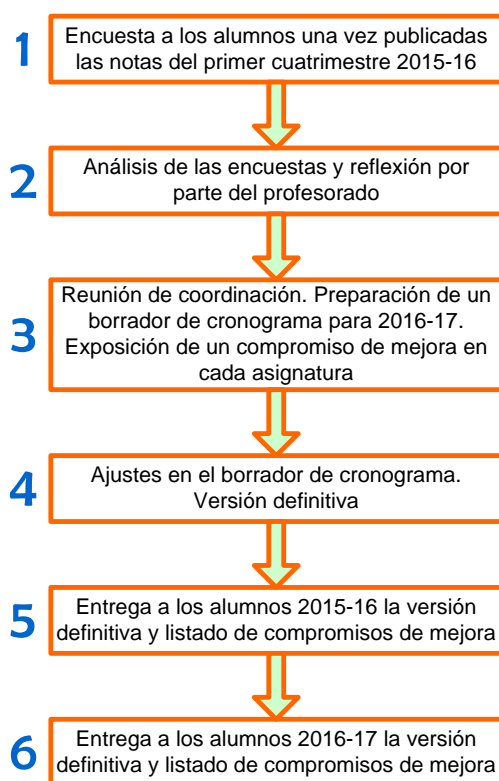 1
Encuesta a los alumnos una vez publicadas
las notas del primer cuatrimestre 2015-16
2
Análisis de las encuestas y reflexión por
parte del profesorado
3
Reunión de coordinación. Preparación de un
borrador de cronograma para 2016-17.
Exposición de un compromiso de mejora en
cada asignatura
4
Ajustes en el borrador de cronograma.
Versión definitiva
5
Entrega a los alumnos 2015-16 la versión
definitiva y listado de compromisos de mejora
6
Entrega a los alumnos 2016-17 la versión
definitiva y listado de compromisos de mejora